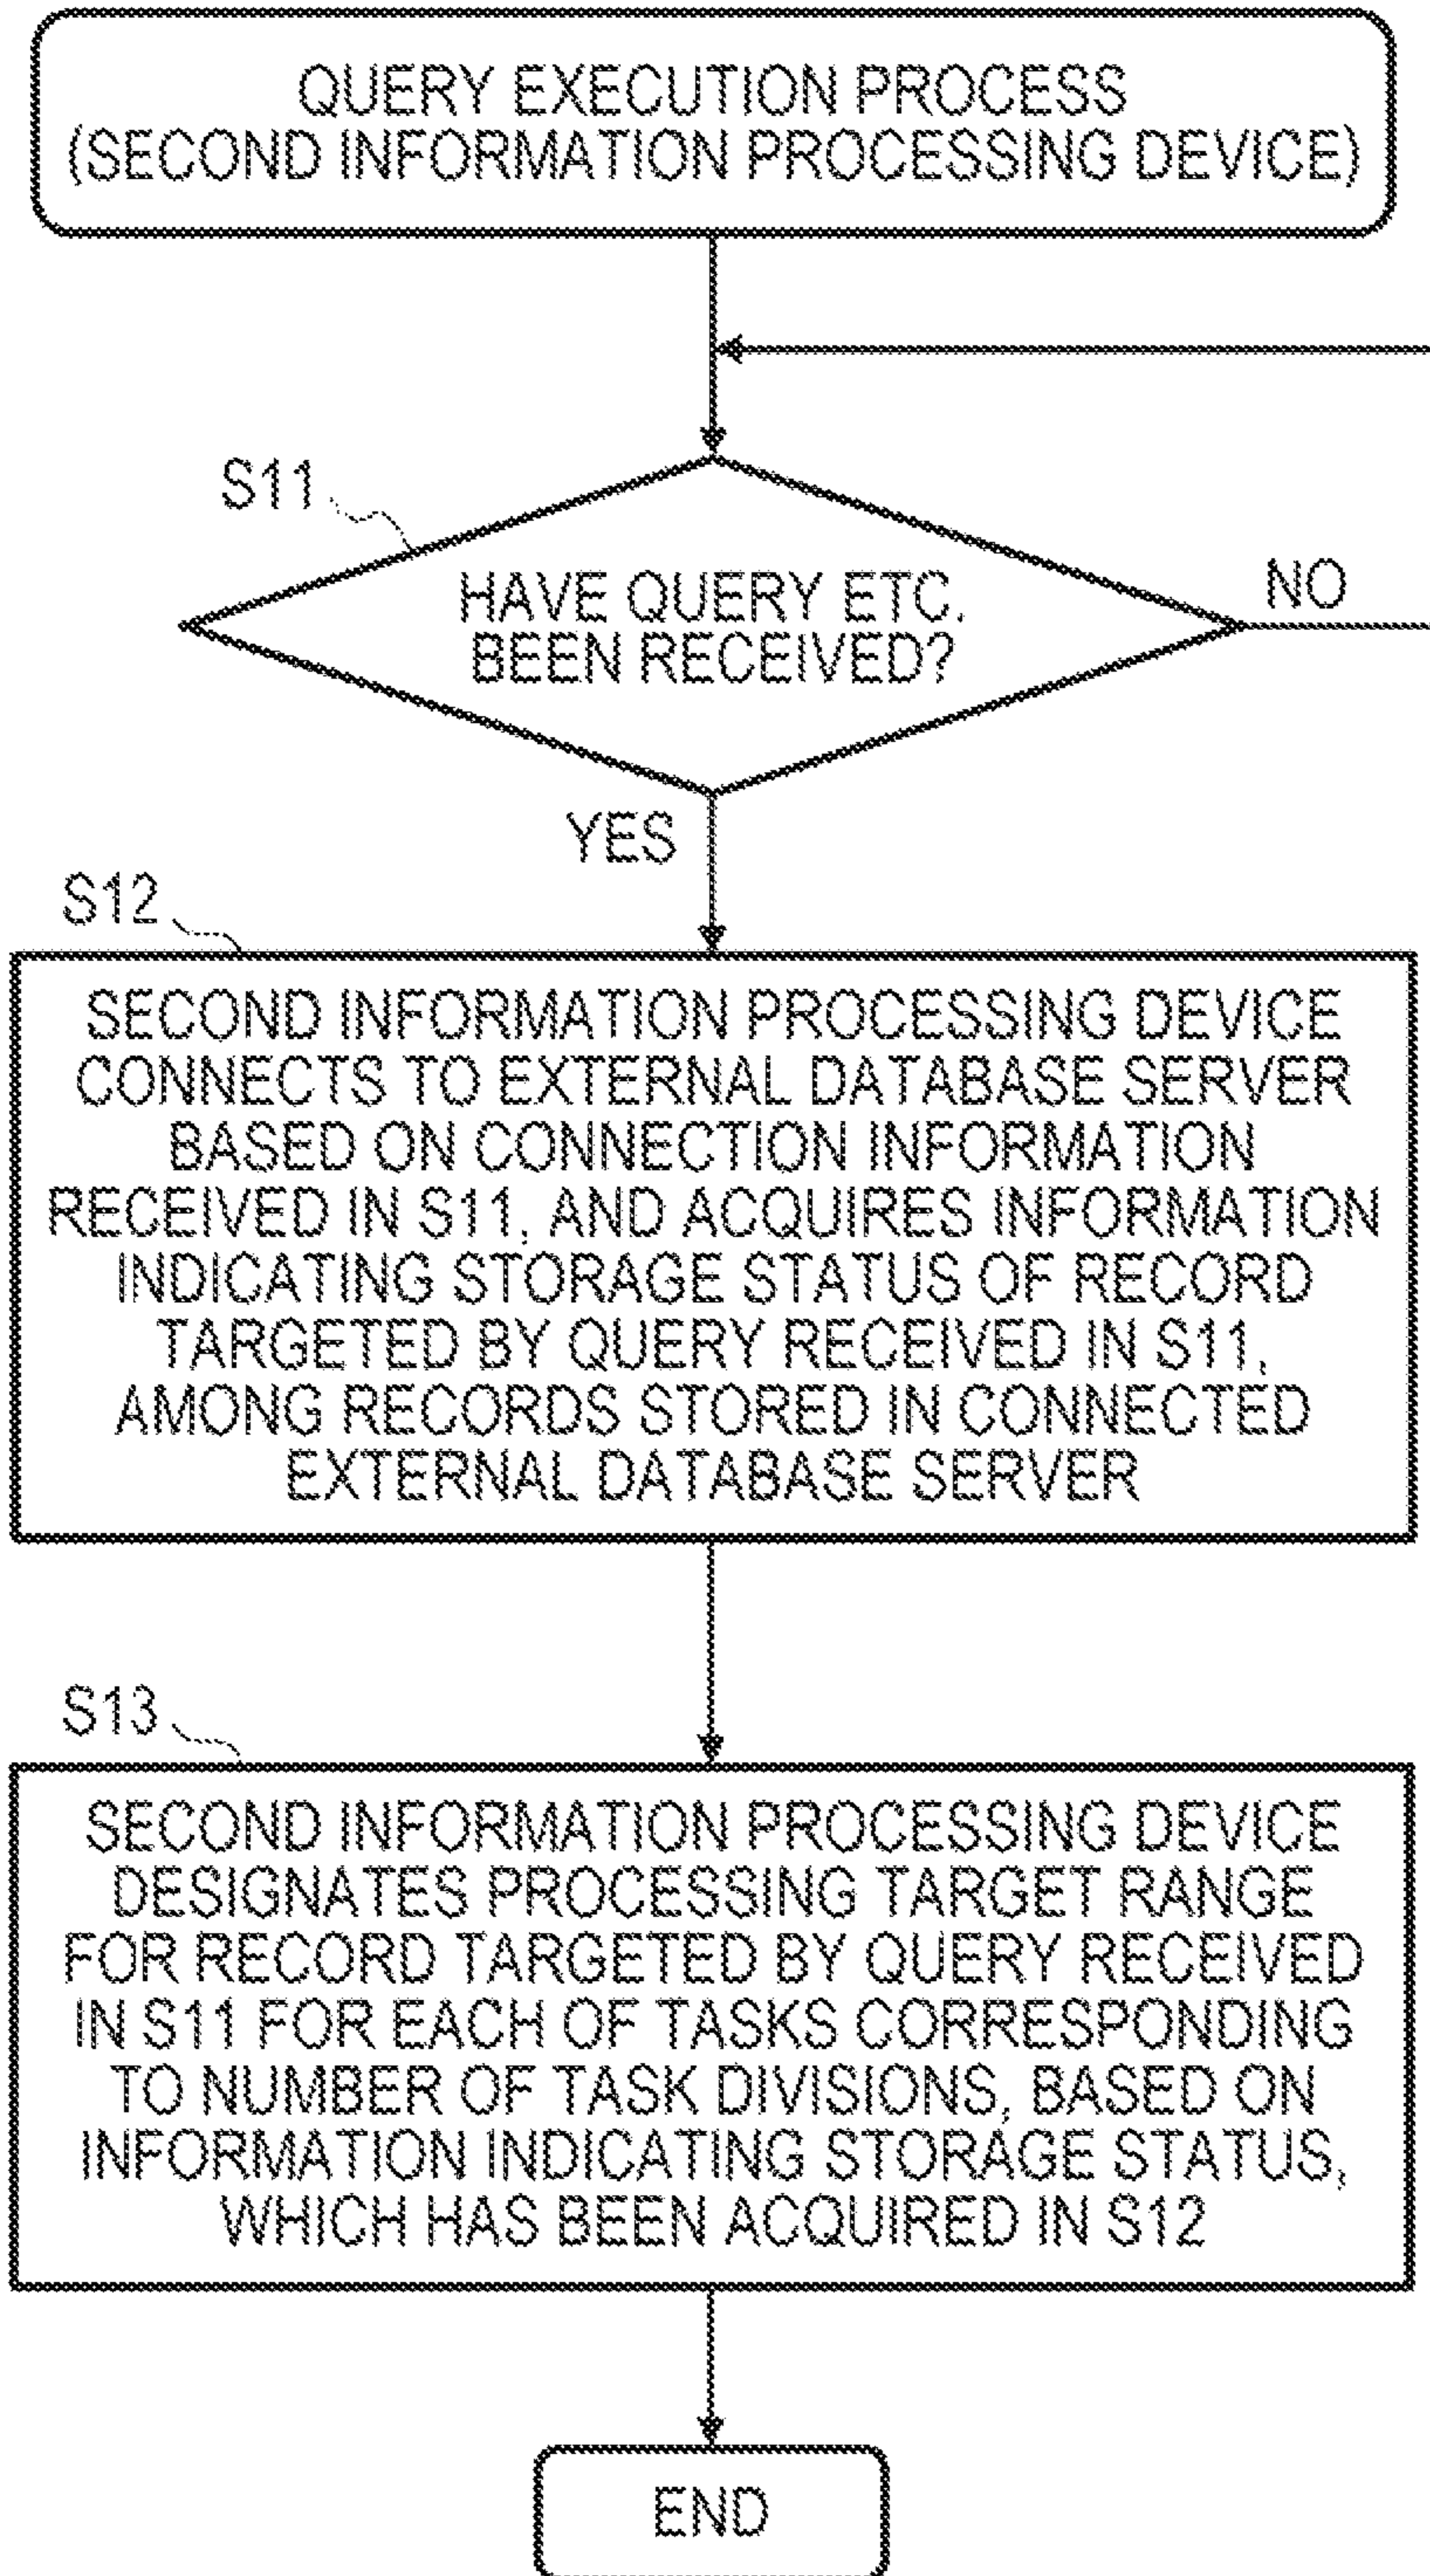 QUERY EXECUTION PROCESS
(SECOND INFORMATION PROCESSING DEVICE)
S11
HAVE QUERY ETC.
BEEN RECEIVED?
NO
YES
S12
SECOND INFORMATION PROCESSING DEVICE
CONNECTS TO EXTERNAL DATABASE SERVER
BASED ON CONNECTION INFORMATION
RECEIVED IN S11, AND ACQUIRES INFORMATION
INDICATING STORAGE STATUS OF RECORD
TARGETED BY QUERY RECEIVED IN S11,
AMONG RECORDS STORED IN CONNECTED
EXTERNAL DATABASE SERVER
S13
SECOND INFORMATION PROCESSING DEVICE
DESIGNATES PROCESSING TARGET RANGE
FOR RECORD TARGETED BY QUERY RECEIVED
IN S11 FOR EACH OF TASKS CORRESPONDING
TO NUMBER OF TASK DIVISIONS, BASED ON
INFORMATION INDICATING STORAGE STATUS,
WHICH HAS BEEN ACQUIRED IN S12
END